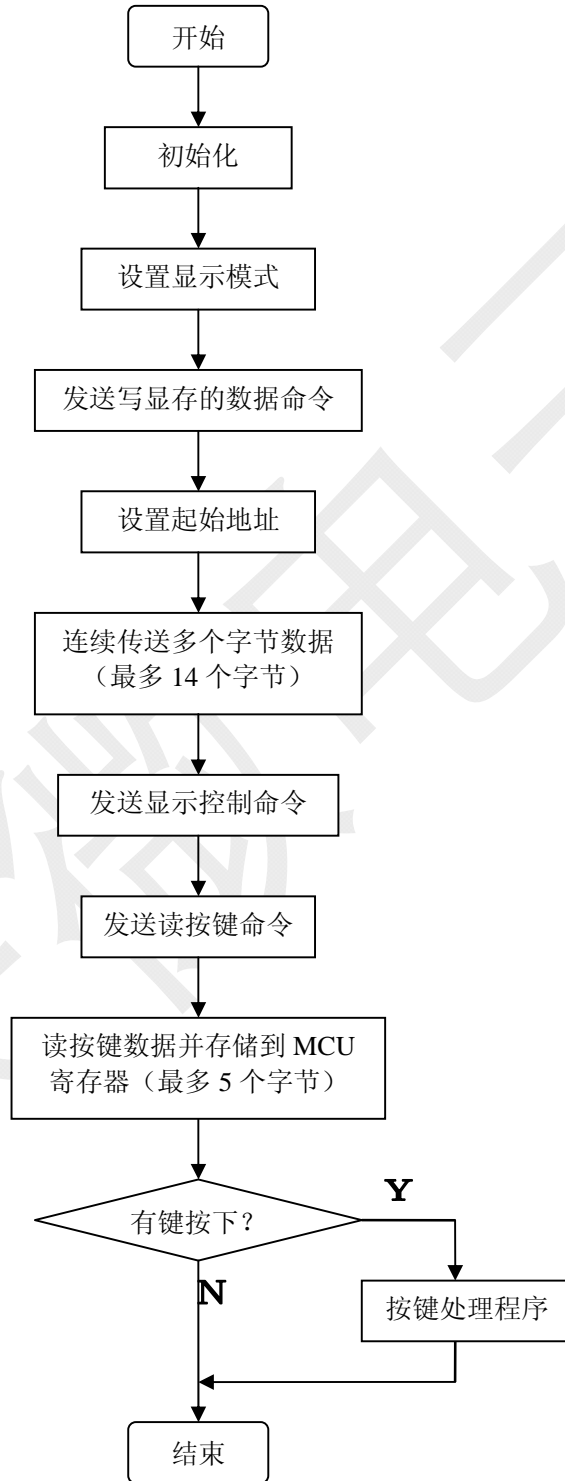 开始
初始化
设置显示模式
发送写显存的数据命令
设置起始地址
连续传送多个字节数据
（最多 14 个字节）
发送显示控制命令
发送读按键命令
读按键数据并存储到 MCU
寄存器（最多 5 个字节）
有键按下？
Y
N
按键处理程序
结束